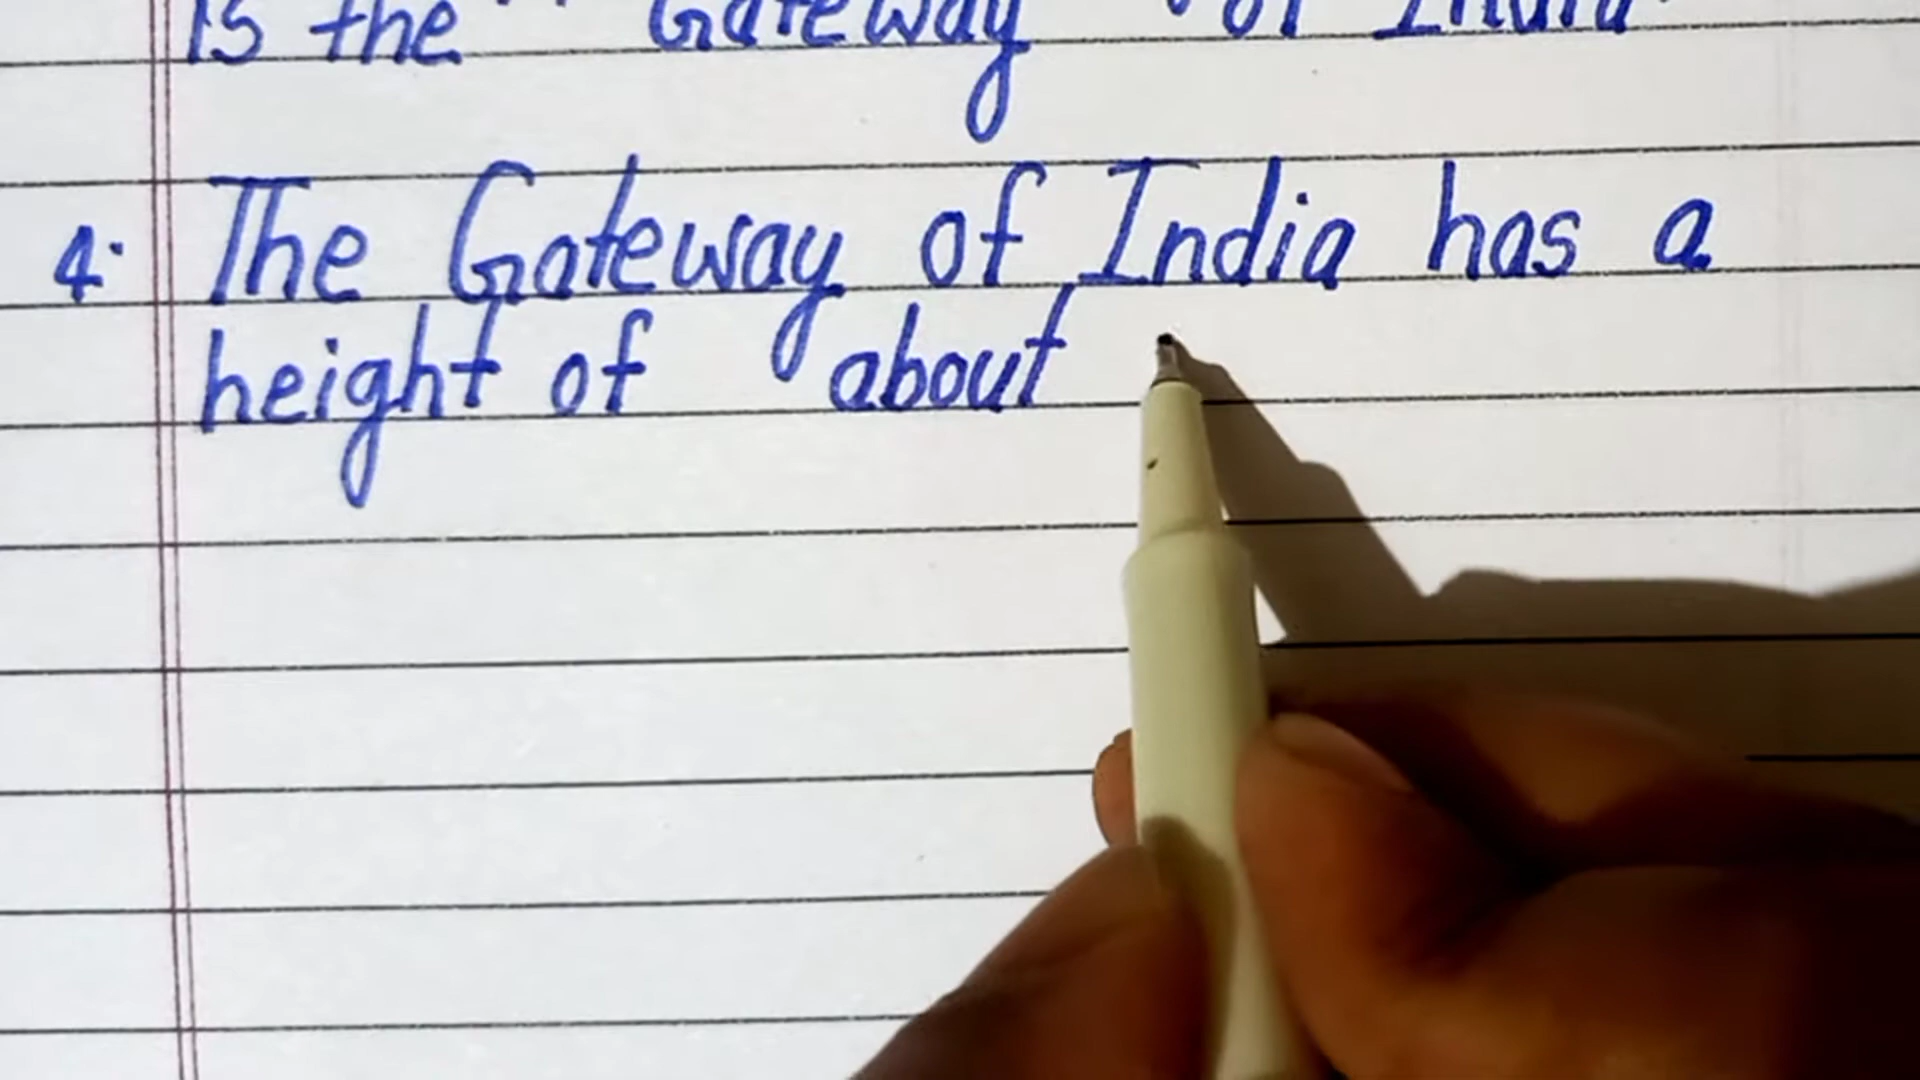 is the " Gateway of India
4. The Gateway of India has a
height of about